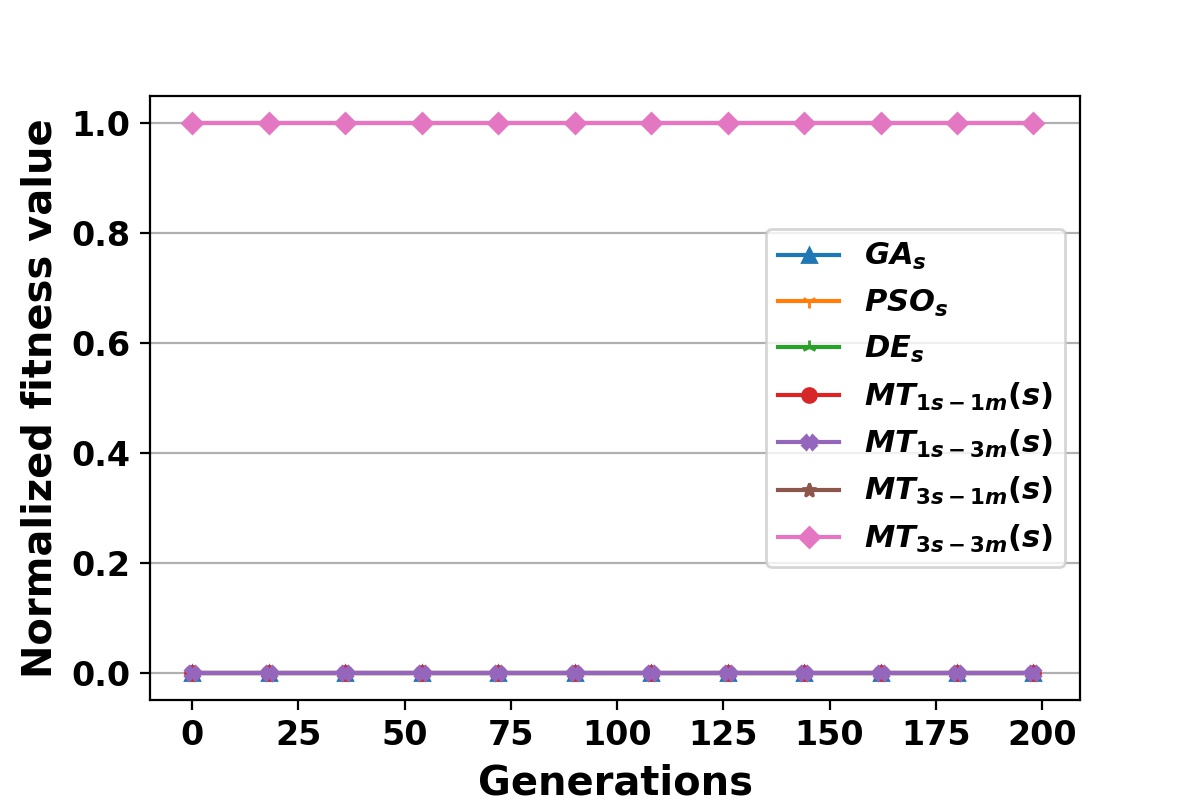 Normalized fitness value
1.0
0.8
0.6
0.4
0.2
0.0
GAs
PSOs
DEs
MT1s−1m(s)
MT1s−3m(s)
MT3s−1m(s)
MT3s−3m(s)
0 25 50 75 100 125 150 175 200
Generations